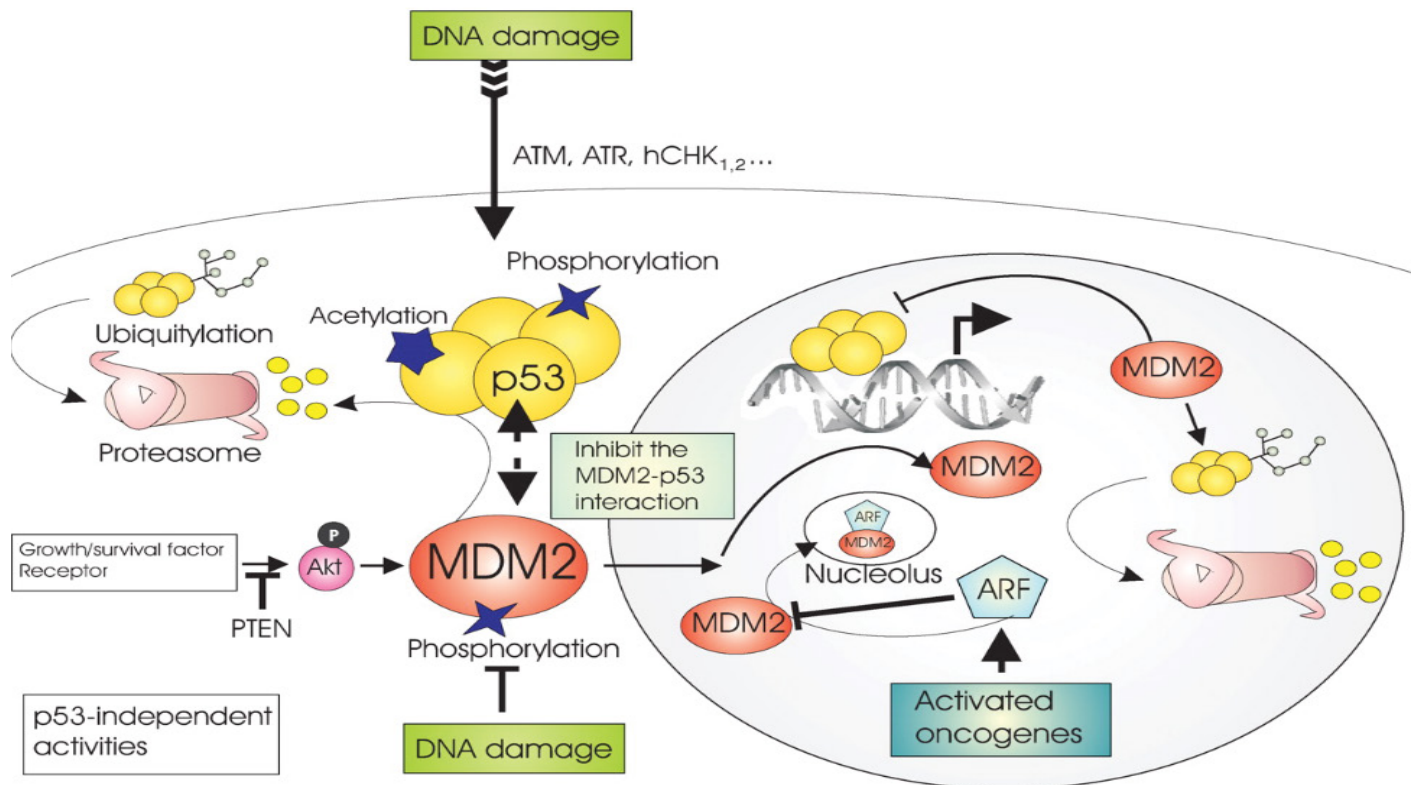 DNA damage
ATM, ATR, hCHK1,2...
Phosphorylation
Acetylation
Ubiquitylation
p53
Proteasome
Inhibit the
MDM2-p53
interaction
MDM2
MDM2
ARF
MDM2
Nucleolus
Growth/survival factor
Receptor
P
Akt
MDM2
PTEN
ARF
MDM2
Phosphorylation
p53-independent
activities
DNA damage
Activated
oncogenes